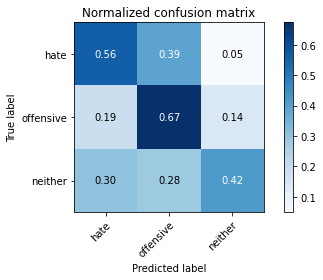 Normalized confusion matrix
True label
hate
offensive
neither
0.56 0.39 0.05
0.19 0.67 0.14
0.30 0.28 0.42
hate
offensive
neither
Predicted label
0.6
0.5
0.4
0.3
0.2
0.1